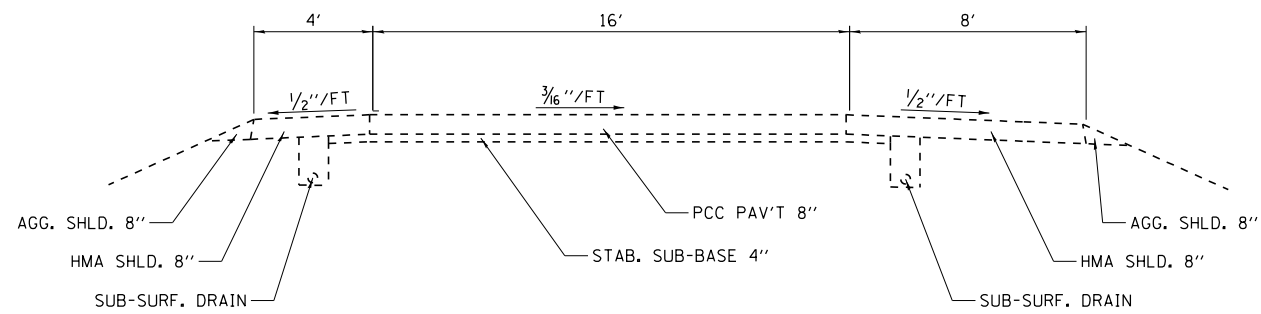 4'
16'
8'
1/2''/FT
3/16''/FT
1/2''/FT
AGG. SHLD. 8''
PCC PAV'T 8''
AGG. SHLD. 8''
HMA SHLD. 8''
STAB. SUB-BASE 4''
HMA SHLD. 8''
SUB-SURF. DRAIN
SUB-SURF. DRAIN